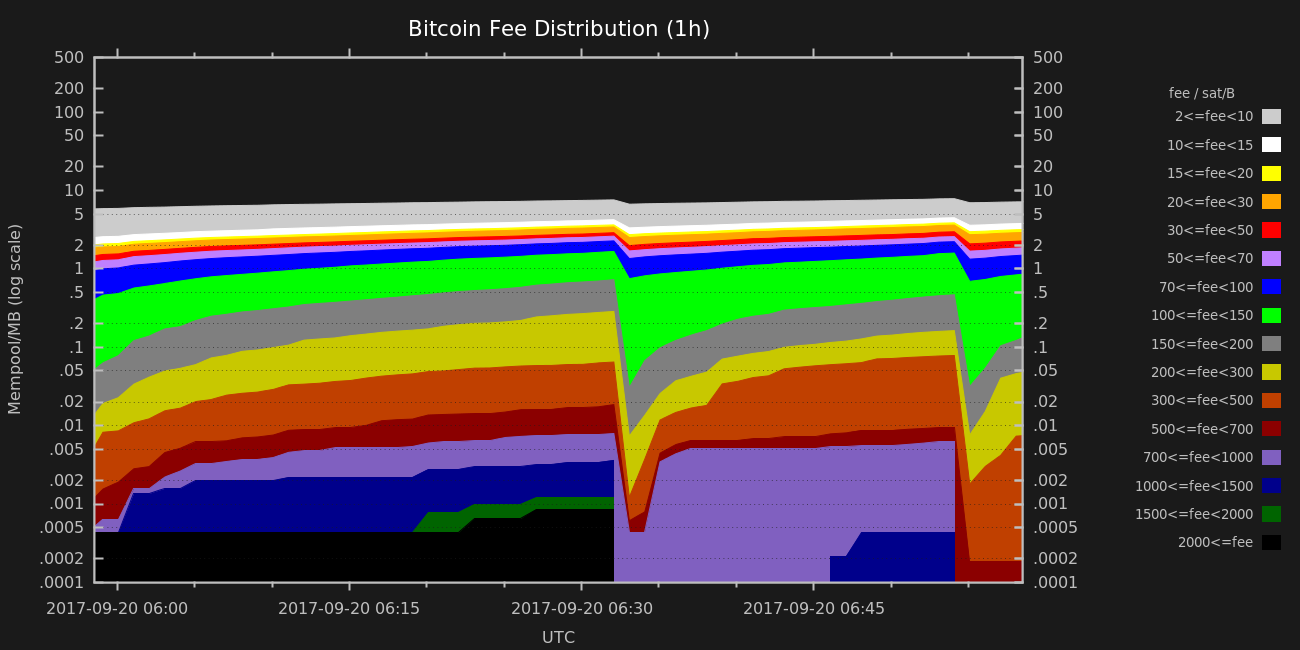 Bitcoin Fee Distribution (1h)
500 500
200 200
100 100
50 50
20 20
10 10
5 5
2 2
1 1
.5 .5
.2 .2
.1 .1
.05 .05
.02 .02
.01 .01
.005 .005
.002 .002
.001 .001
.0005 .0005
.0002 .0002
.0001 .0001
Mempool/MB (log scale)
2017-09-20 06:00 2017-09-20 06:15 2017-09-20 06:30 2017-09-20 06:45
UTC
fee / sat/B
2<=fee<10
10<=fee<15
15<=fee<20
20<=fee<30
30<=fee<50
50<=fee<70
70<=fee<100
100<=fee<150
150<=fee<200
200<=fee<300
300<=fee<500
500<=fee<700
700<=fee<1000
1000<=fee<1500
1500<=fee<2000
2000<=fee